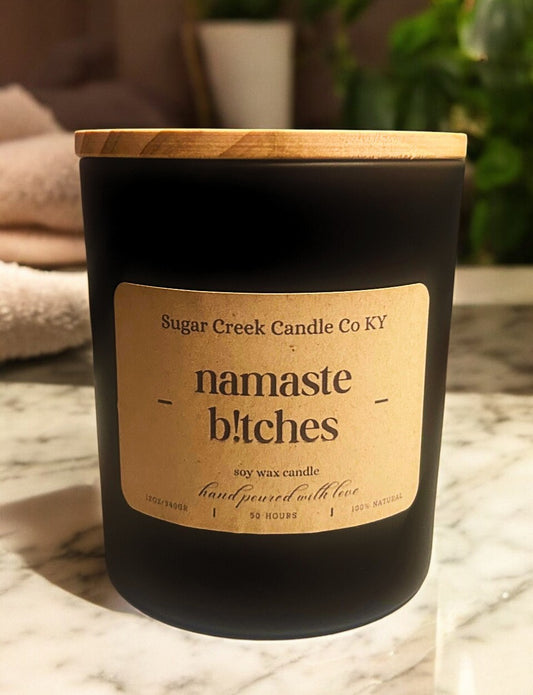 Sugar Creek Candle Co KY
namaste
b!tches
soy wax candle
hand poured with love
12OZ/340GR | 50 HOURS | 100% NATURAL